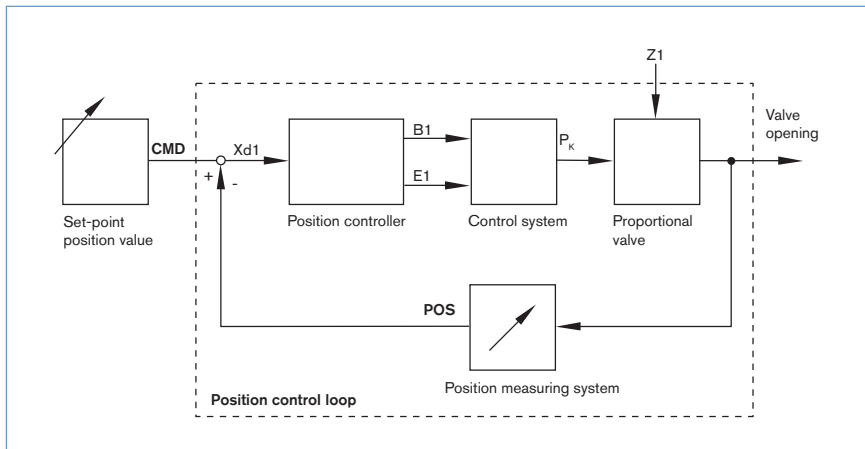 Z1
Valve
opening
CMD
Xd1
B1
E1
P_K
+
-
Set-point
position value
Position controller
Control system
Proportional
valve
POS
Position measuring system
Position control loop